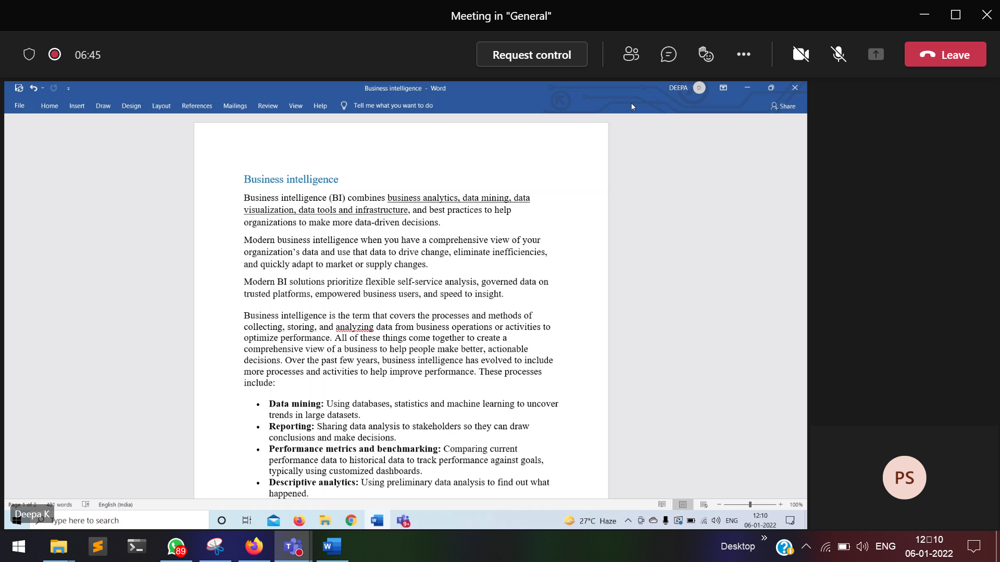 Meeting in "General"
06:45
Request control
Leave
Business intelligence - Word
DEEPA
D
File Home Insert Draw Design Layout References Mailings Review View Help Tell me what you want to do
Share
Business intelligence
Business intelligence (BI) combines business analytics, data mining, data
visualization, data tools and infrastructure, and best practices to help
organizations to make more data-driven decisions.
Modern business intelligence when you have a comprehensive view of your
organization’s data and use that data to drive change, eliminate inefficiencies,
and quickly adapt to market or supply changes.
Modern BI solutions prioritize flexible self-service analysis, governed data on
trusted platforms, empowered business users, and speed to insight.
Business intelligence is the term that covers the processes and methods of
collecting, storing, and analyzing data from business operations or activities to
optimize performance. All of these things come together to create a
comprehensive view of a business to help people make better, actionable
decisions. Over the past few years, business intelligence has evolved to include
more processes and activities to help improve performance. These processes
include:
• Data mining: Using databases, statistics and machine learning to uncover
trends in large datasets.
• Reporting: Sharing data analysis to stakeholders so they can draw
conclusions and make decisions.
• Performance metrics and benchmarking: Comparing current
performance data to historical data to track performance against goals,
typically using customized dashboards.
• Descriptive analytics: Using preliminary data analysis to find out what
happened.
PS
Page 1 of 2 401 words English (India)
100%
Deepa K
Type here to search
9+
27°C Haze
ENG
12:10
06-01-2022
89
Desktop
ENG
12:10
06-01-2022